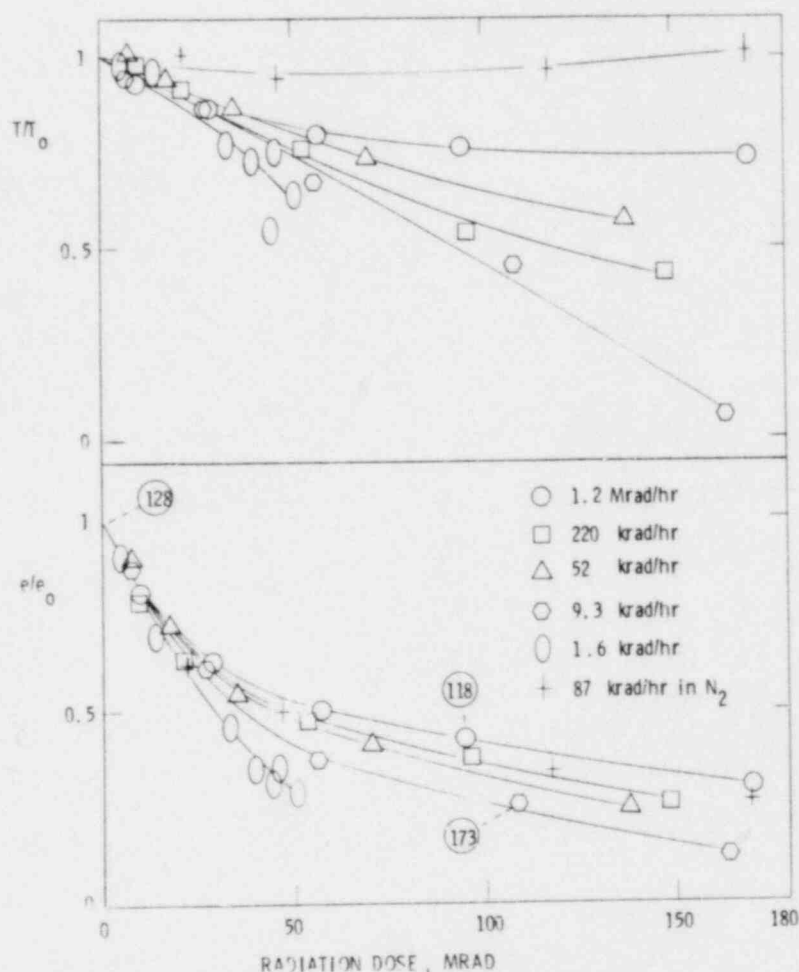 1
T/T₀
0.5
0
128
1
1.2 Mrad/hr
220 krad/hr
52 krad/hr
e/e₀
9.3 krad/hr
1.6 krad/hr
118
87 krad/hr in N₂
0.5
173
0
0 50 100 150 180
RADIATION DOSE, MRAD